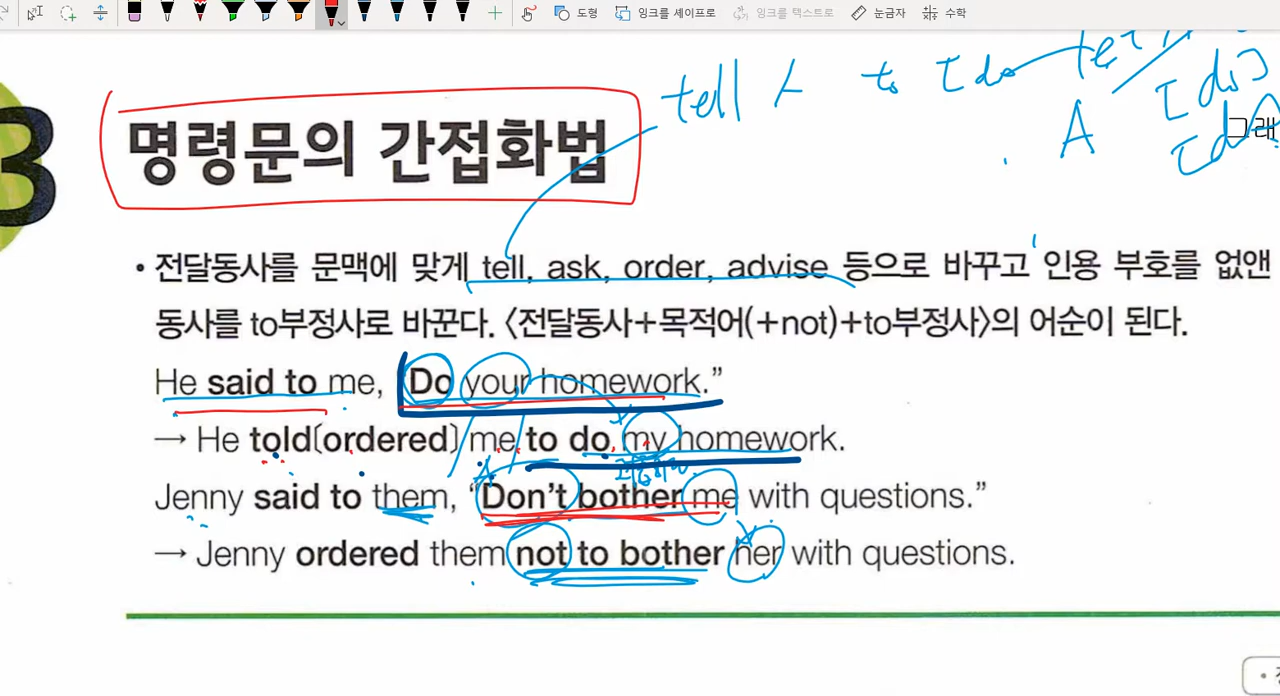 도형 잉크를 셰이프로 잉크를 텍스트로 눈금자 수학
tell to
A
그래
3 명령문의 간접화법
• 전달동사를 문맥에 맞게 tell, ask, order, advise 등으로 바꾸고 인용 부호를 없앤
동사를 to부정사로 바꾼다. 〈전달동사+목적어(+not)+to부정사〉의 어순이 된다.
He said to me, “Do your homework.”
→ He told(ordered) me to do my homework.
Jenny said to them, “Don't bother me with questions.”
→ Jenny ordered them not to bother her with questions.